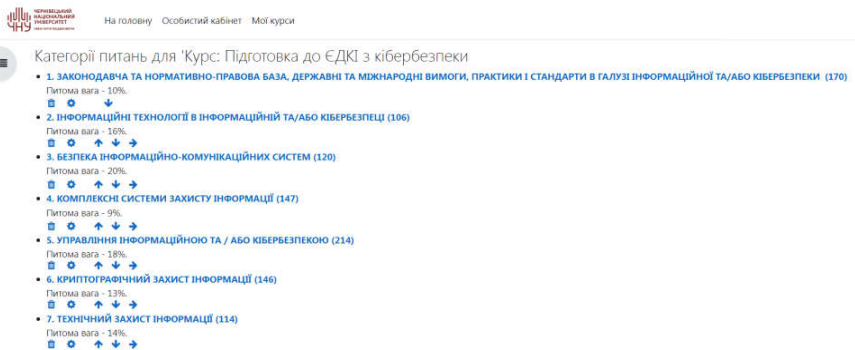 ЧЕРНІВЕЦЬКИЙ
НАЦІОНАЛЬНИЙ
УНІВЕРСИТЕТ
На головну Особистий кабінет Мої курси
Категорії питань для 'Курс: Підготовка до ЄДКІ з кібербезпеки
1. ЗАКОНОДАВЧА ТА НОРМАТИВНО-ПРАВОВА БАЗА, ДЕРЖАВНІ ТА МІЖНАРОДНІ ВИМОГИ, ПРАКТИКИ І СТАНДАРТИ В ГАЛУЗІ ІНФОРМАЦІЙНОЇ ТА/АБО КІБЕРБЕЗПЕКИ (170)
Питома вага - 10%.
2. ІНФОРМАЦІЙНІ ТЕХНОЛОГІЇ В ІНФОРМАЦІЙНІЙ ТА/АБО КІБЕРБЕЗПЕЦІ (106)
Питома вага - 16%.
3. БЕЗПЕКА ІНФОРМАЦІЙНО-КОМУНІКАЦІЙНИХ СИСТЕМ (120)
Питома вага - 20%.
4. КОМПЛЕКСНІ СИСТЕМИ ЗАХИСТУ ІНФОРМАЦІЇ (147)
Питома вага - 9%.
5. УПРАВЛІННЯ ІНФОРМАЦІЙНОЮ ТА / АБО КІБЕРБЕЗПЕКОЮ (214)
Питома вага - 18%.
6. КРИПТОГРАФІЧНИЙ ЗАХИСТ ІНФОРМАЦІЇ (146)
Питома вага - 13%.
7. ТЕХНІЧНИЙ ЗАХИСТ ІНФОРМАЦІЇ (114)
Питома вага - 14%.